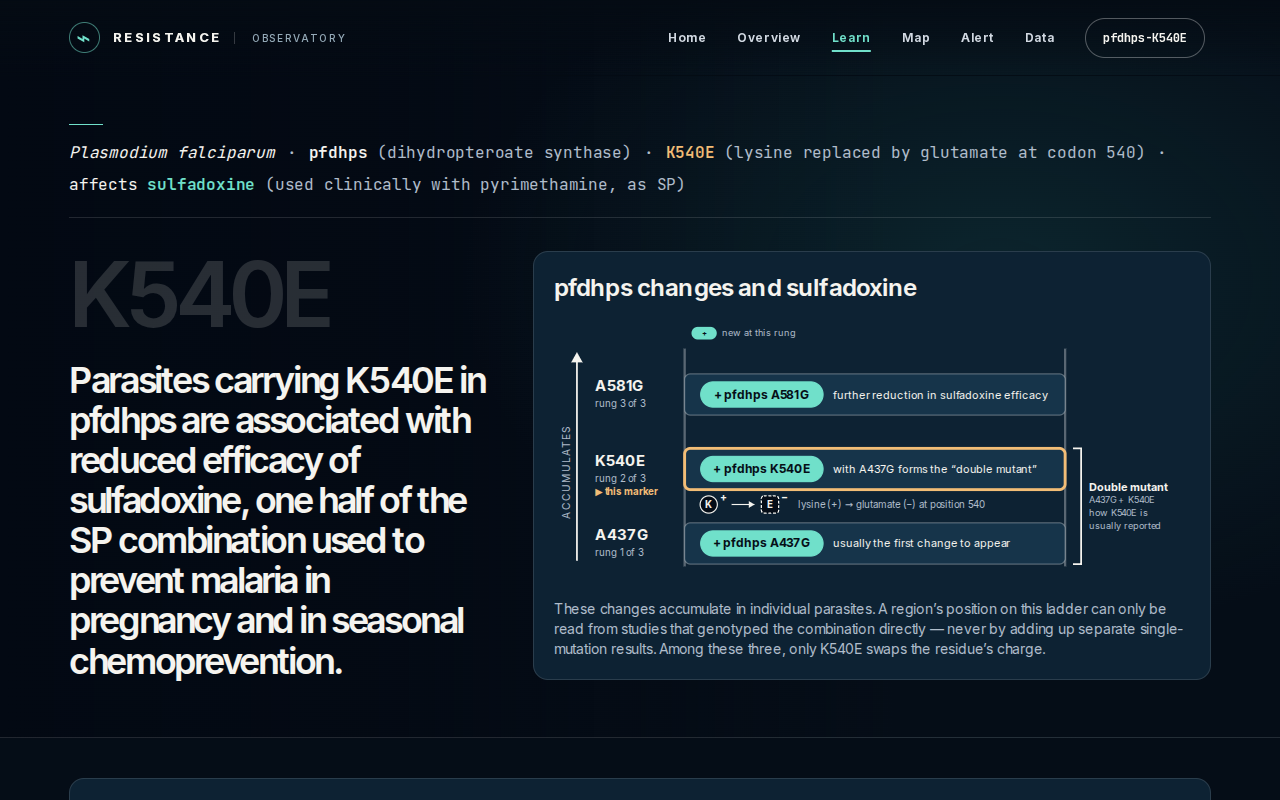 RESISTANCE | OBSERVATORY
Home Overview Learn Map Alert Data pfdhps-K540E
Plasmodium falciparum · pfdhps (dihydropteroate synthase) · K540E (lysine replaced by glutamate at codon 540) ·
affects sulfadoxine (used clinically with pyrimethamine, as SP)
K540E
Parasites carrying K540E in
pfdhps are associated with
reduced efficacy of
sulfadoxine, one half of the
SP combination used to
prevent malaria in
pregnancy and in seasonal
chemoprevention.
pfdhps changes and sulfadoxine
+ new at this rung
ACCUMULATES
A581G
rung 3 of 3
+ pfdhps A581G further reduction in sulfadoxine efficacy
K540E
rung 2 of 3
▶ this marker
+ pfdhps K540E with A437G forms the “double mutant”
K + → E − lysine (+) → glutamate (−) at position 540
A437G
rung 1 of 3
+ pfdhps A437G usually the first change to appear
Double mutant
A437G + K540E
how K540E is
usually reported
These changes accumulate in individual parasites. A region’s position on this ladder can only be
read from studies that genotyped the combination directly — never by adding up separate single-
mutation results. Among these three, only K540E swaps the residue’s charge.